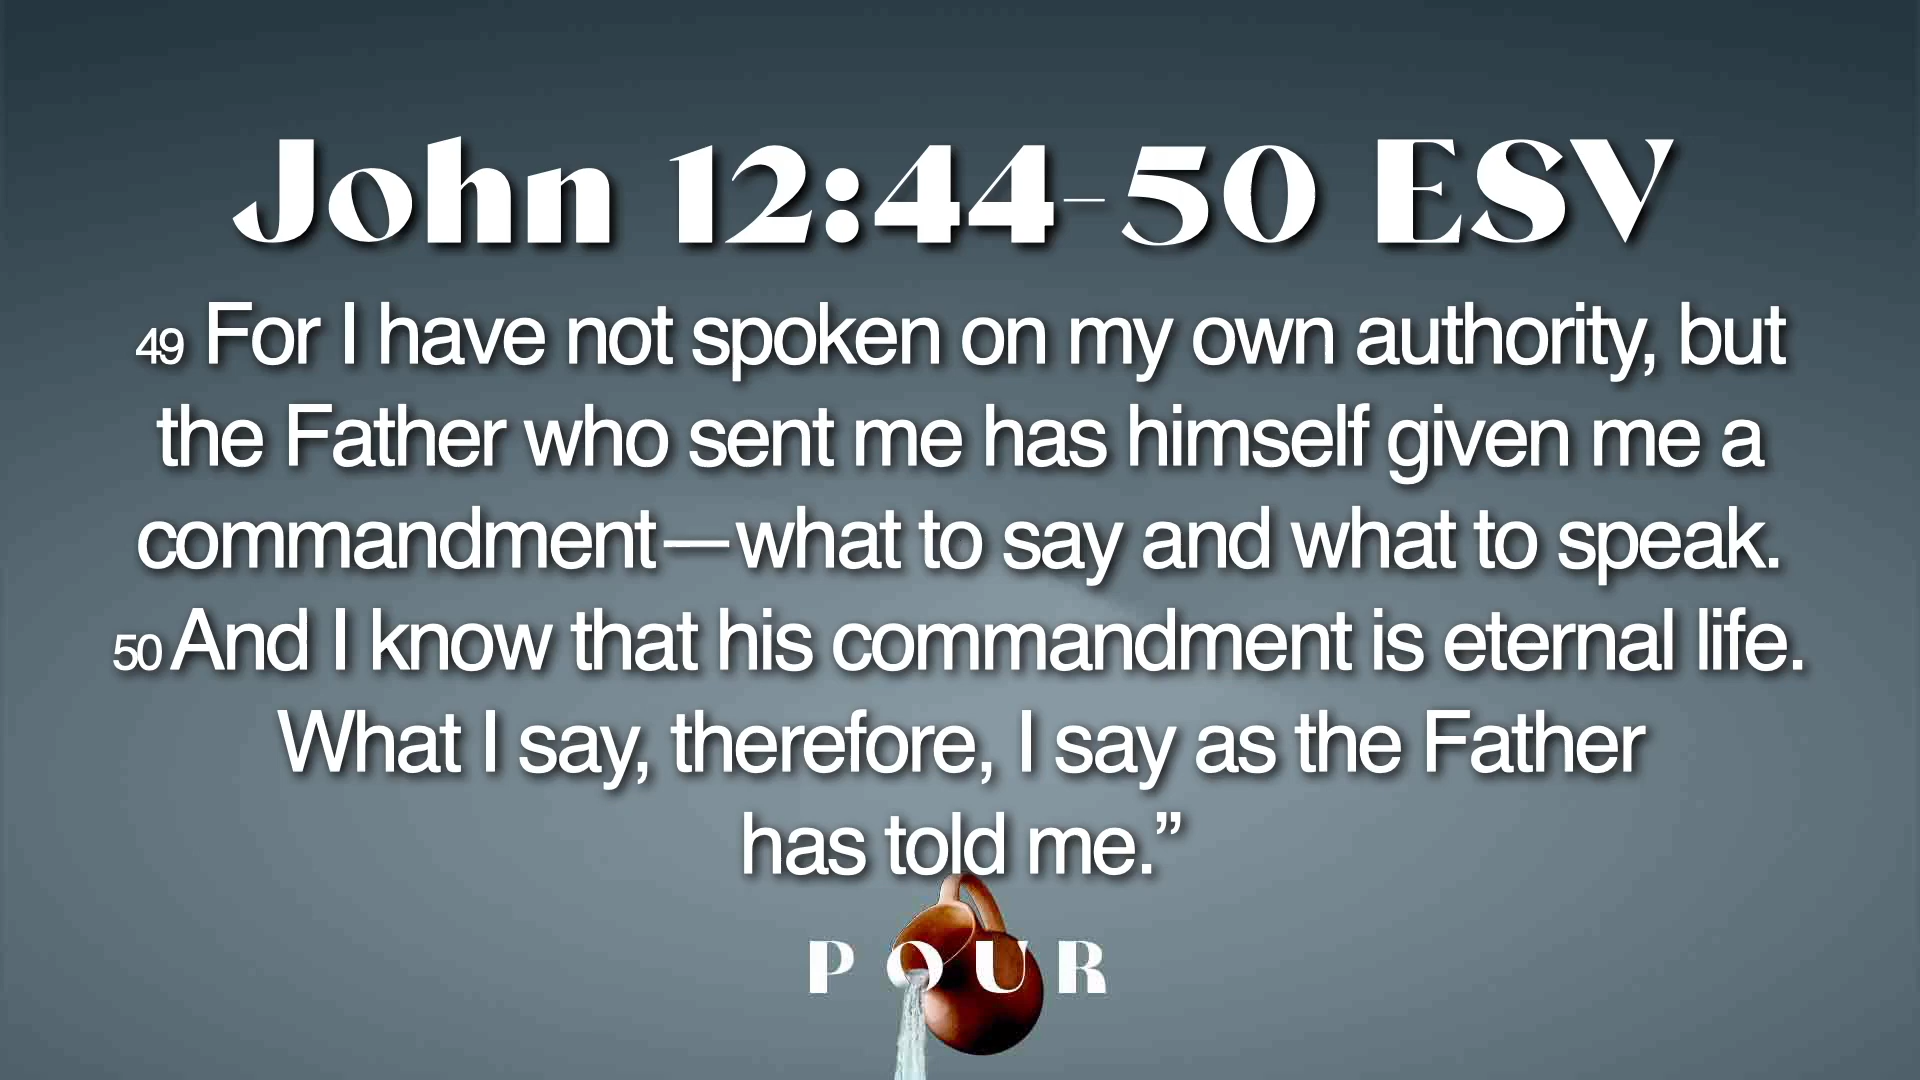 John 12:44-50 ESV
49 For I have not spoken on my own authority, but
the Father who sent me has himself given me a
commandment—what to say and what to speak.
50 And I know that his commandment is eternal life.
What I say, therefore, I say as the Father
has told me.”
POUR